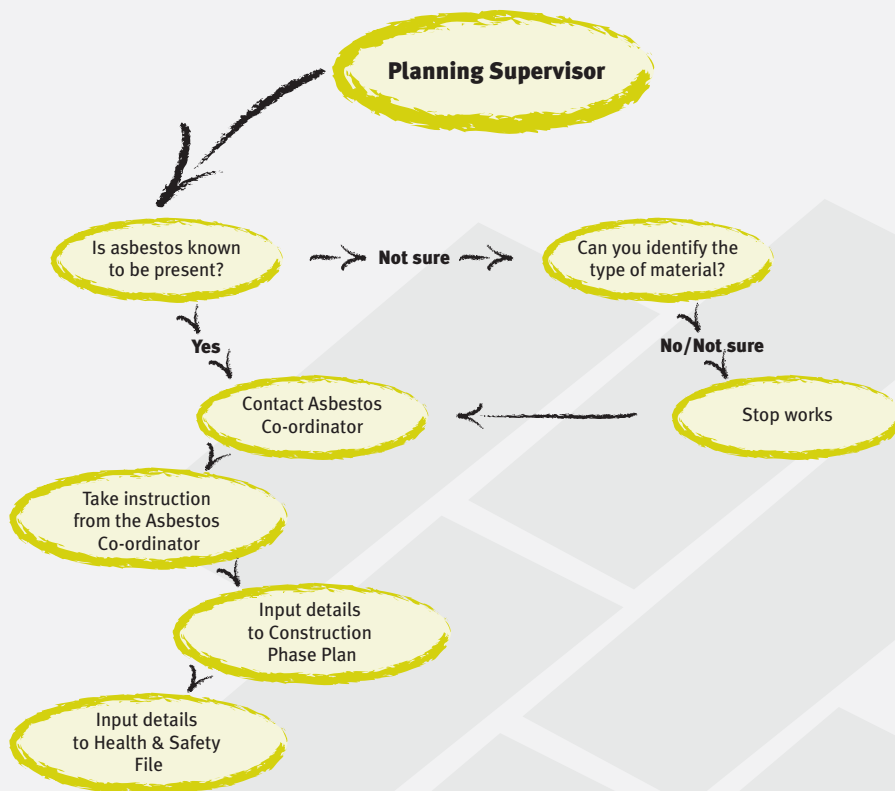 Planning Supervisor
Is asbestos known
to be present?
Not sure
Can you identify the
type of material?
Yes
No/Not sure
Contact Asbestos
Co-ordinator
Stop works
Take instruction
from the Asbestos
Co-ordinator
Input details
to Construction
Phase Plan
Input details
to Health & Safety
File